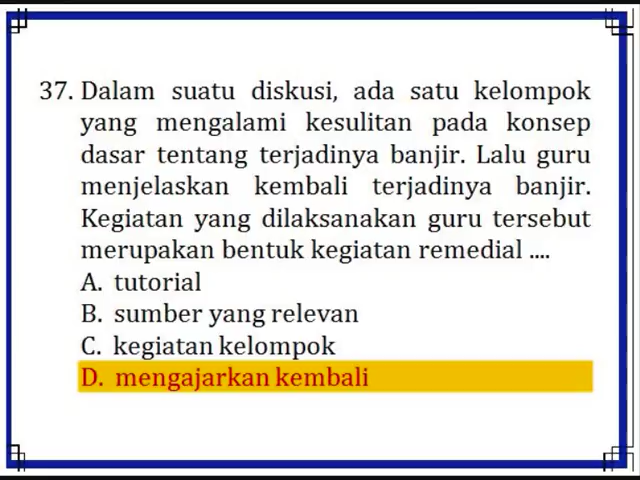 37. Dalam suatu diskusi, ada satu kelompok
yang mengalami kesulitan pada konsep
dasar tentang terjadinya banjir. Lalu guru
menjelaskan kembali terjadinya banjir.
Kegiatan yang dilaksanakan guru tersebut
merupakan bentuk kegiatan remedial ....
A. tutorial
B. sumber yang relevan
C. kegiatan kelompok
D. mengajarkan kembali